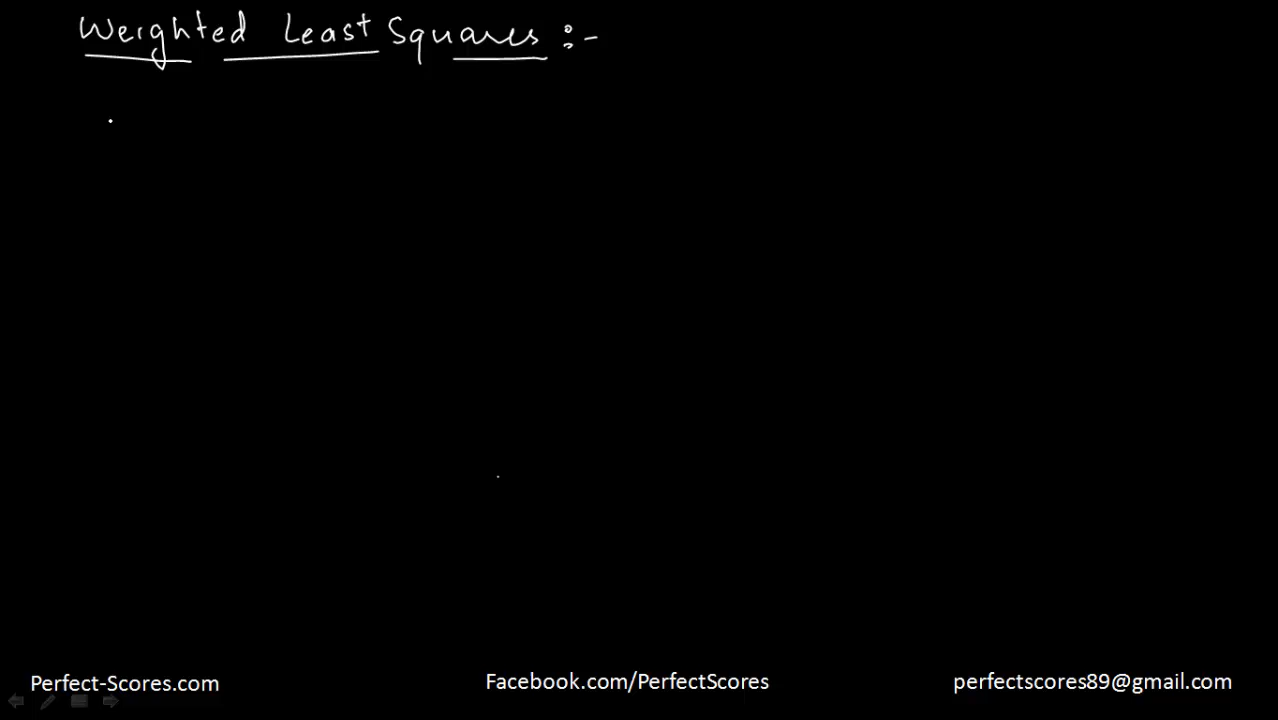 Weighted Least Squares :-
Perfect-Scores.com
Facebook.com/PerfectScores
perfectscores89@gmail.com